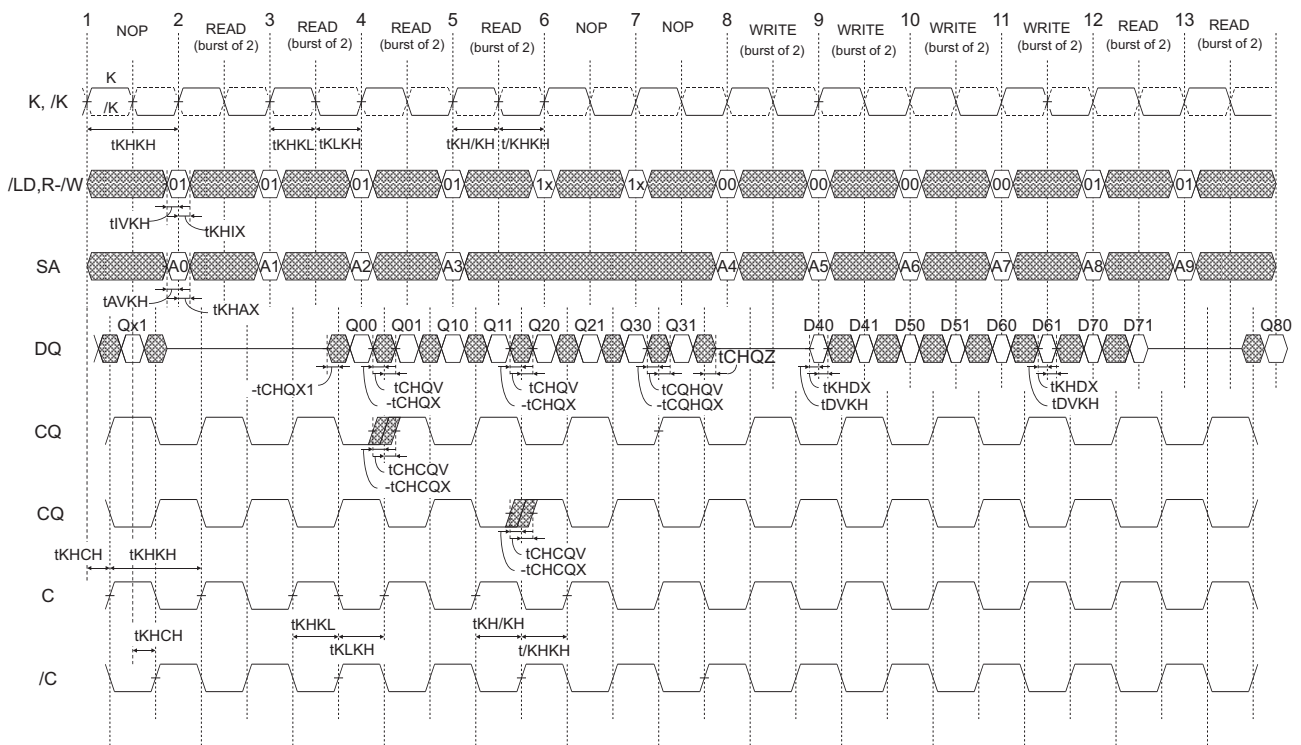 1 2 3 4 5 6 7 8 9 10 11 12 13
NOP READ READ READ READ NOP NOP WRITE WRITE WRITE WRITE READ READ
(burst of 2) (burst of 2) (burst of 2) (burst of 2) (burst of 2) (burst of 2) (burst of 2) (burst of 2) (burst of 2) (burst of 2)
K
K, /K
/K
tKHKH tKHKL tKLKH tKH/KH t/KHKH
/LD,R-/W 01 01 01 01 1x 1x 00 00 00 00 01 01
tIVKH tKHIX
SA A0 A1 A2 A3 A4 A5 A6 A7 A8 A9
tAVKH tKHAX
Qx1 Q00 Q01 Q10 Q11 Q20 Q21 Q30 Q31 D40 D41 D50 D51 D60 D61 D70 D71 Q80
DQ
tCHQZ
-tCHQX1 tCHQV tCHQV tCQHQV tKHDX tKHDX
-tCHQX -tCHQX -tCQHQX tDVKH tDVKH
CQ
tCHCQV
-tCHCQX
CQ
tCHCQV
-tCHCQX
tKHCH tKHKH
C
tKHCH tKHKL tKLKH tKH/KH t/KHKH
/C